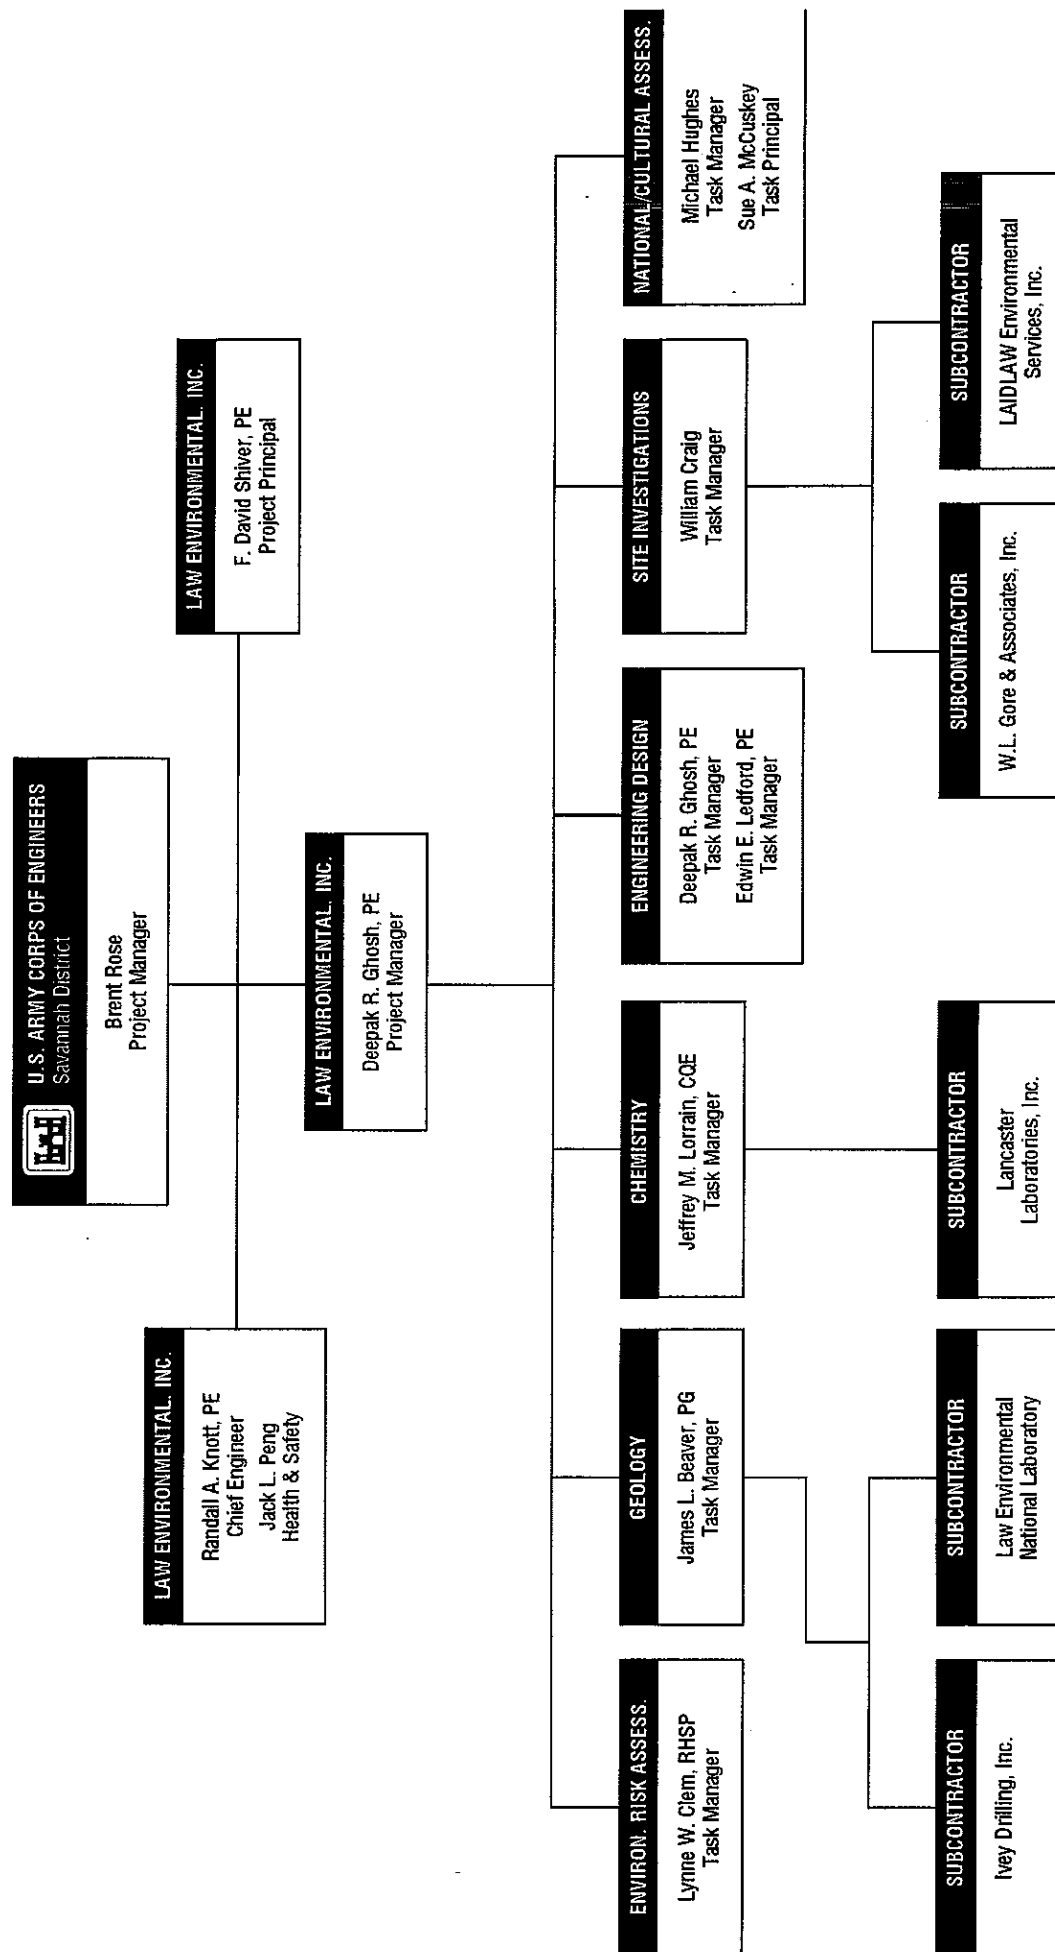 U.S. ARMY CORPS OF ENGINEERS
Savannah District
Brent Rose
Project Manager
LAW ENVIRONMENTAL. INC.
Randall A. Knott, PE
Chief Engineer
Jack L. Peng
Health & Safety
LAW ENVIRONMENTAL. INC.
F. David Shiver, PE
Project Principal
LAW ENVIRONMENTAL. INC.
Deepak R. Ghosh, PE
Project Manager
ENVIRON. RISK ASSESS.
Lynne W. Clem, RHSP
Task Manager
GEOLOGY
James L. Beaver, PG
Task Manager
CHEMISTRY
Jeffrey M. Lorrain, CQE
Task Manager
ENGINEERING DESIGN
Deepak R. Ghosh, PE
Task Manager
Edwin E. Ledford, PE
Task Manager
SITE INVESTIGATIONS
William Craig
Task Manager
NATIONAL/CULTURAL ASSESS.
Michael Hughes
Task Manager
Sue A. McCuskey
Task Principal
SUBCONTRACTOR
Ivey Drilling, Inc.
SUBCONTRACTOR
Law Environmental
National Laboratory
SUBCONTRACTOR
Lancaster
Laboratories, Inc.
SUBCONTRACTOR
W.L. Gore & Associates, Inc.
SUBCONTRACTOR
LAIDLAW Environmental
Services, Inc.